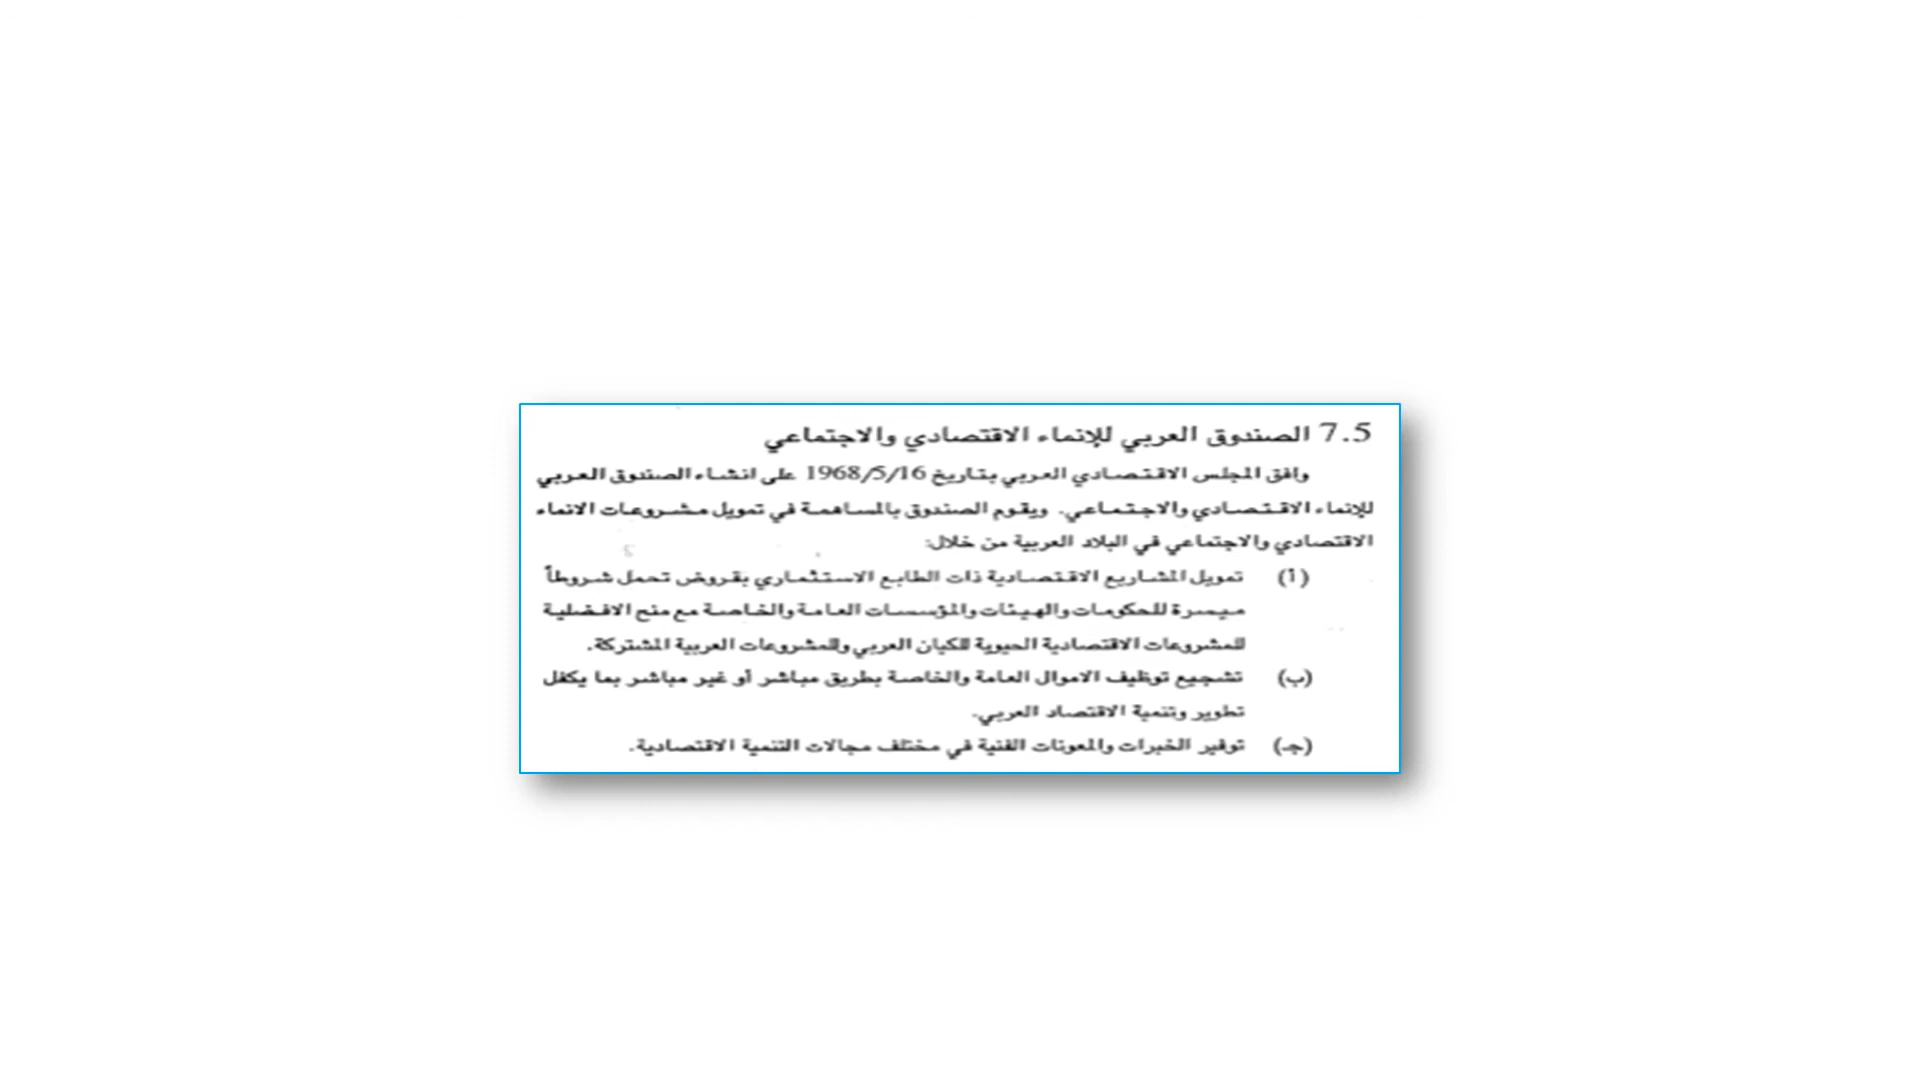 7.5 الصندوق العربي للإنماء الاقتصادي والاجتماعي
وافق المجلس الاقتصادي العربي بتاريخ 1968/5/16 على انشاء الصندوق العربي
للإنماء الاقتصادي والاجتماعي. ويقوم الصندوق بالمساهمة في تمويل مشروعات الانماء
الاقتصادي والاجتماعي في البلاد العربية من خلال:
(أ) تمويل المشاريع الاقتصادية ذات الطابع الاستثماري بقروض تحمل شروطاً
ميسرة للحكومات والهيئات والمؤسسات العامة والخاصة مع منح الافضلية
للمشروعات الاقتصادية الحيوية للكيان العربي وللمشروعات العربية المشتركة.
(ب) تشجيع توظيف الاموال العامة والخاصة بطريق مباشر أو غير مباشر بما يكفل
تطوير وتنمية الاقتصاد العربي.
(جـ) توفير الخبرات والمعونات الفنية في مختلف مجالات التنمية الاقتصادية.